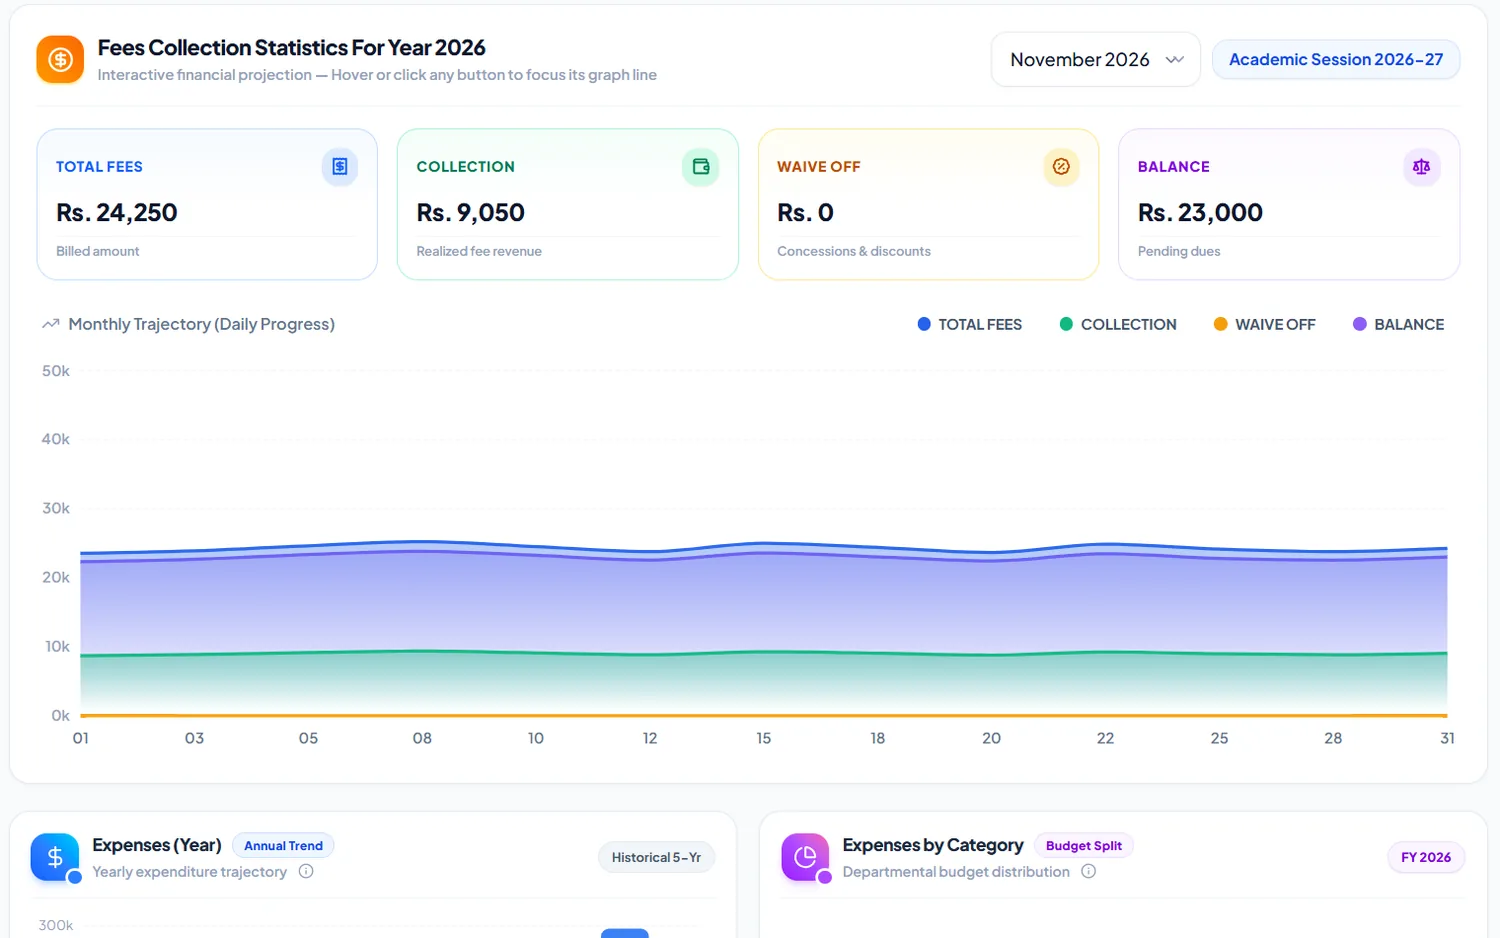 Fees Collection Statistics For Year 2026
Interactive financial projection — Hover or click any button to focus its graph line
November 2026
Academic Session 2026-27
TOTAL FEES
Rs. 24,250
Billed amount
COLLECTION
Rs. 9,050
Realized fee revenue
WAIVE OFF
Rs. 0
Concessions & discounts
BALANCE
Rs. 23,000
Pending dues
Monthly Trajectory (Daily Progress)
TOTAL FEES
COLLECTION
WAIVE OFF
BALANCE
50k
40k
30k
20k
10k
0k
01 03 05 08 10 12 15 18 20 22 25 28 31
Expenses (Year)
Annual Trend
Yearly expenditure trajectory
Historical 5-Yr
300k
Expenses by Category
Budget Split
Departmental budget distribution
FY 2026